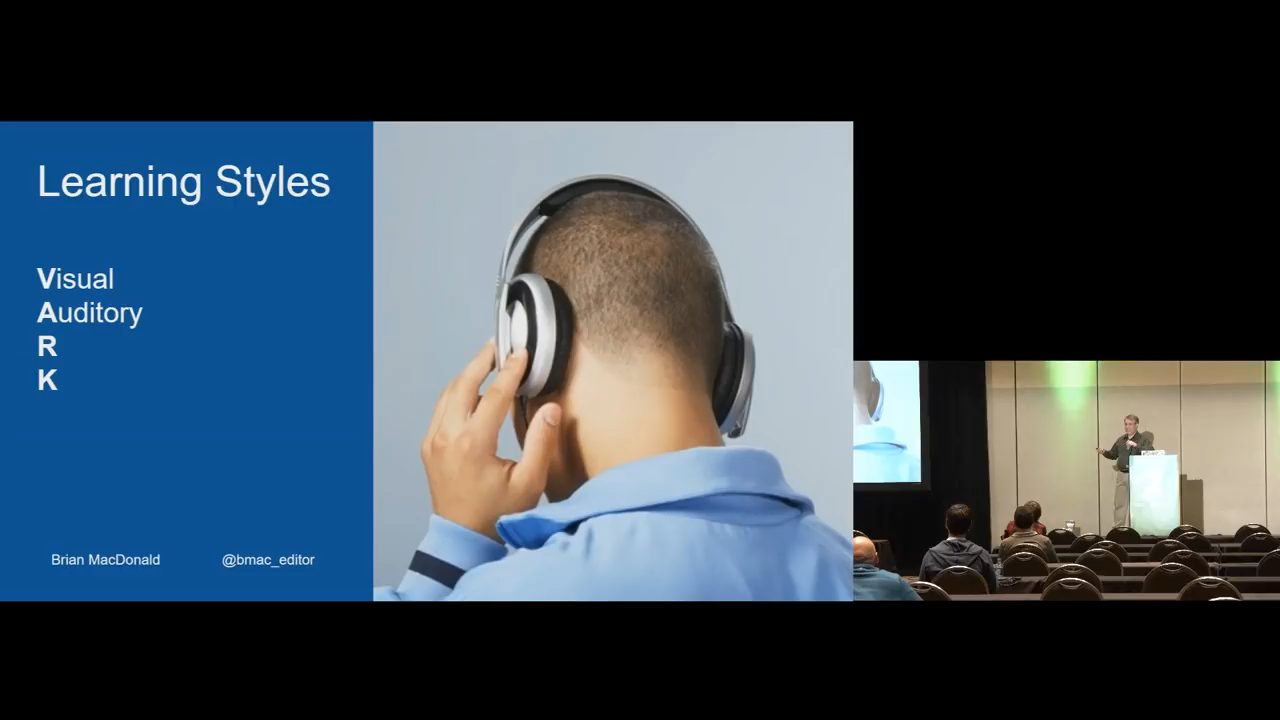 Learning Styles
Visual
Auditory
R
K
Brian MacDonald @bmac_editor